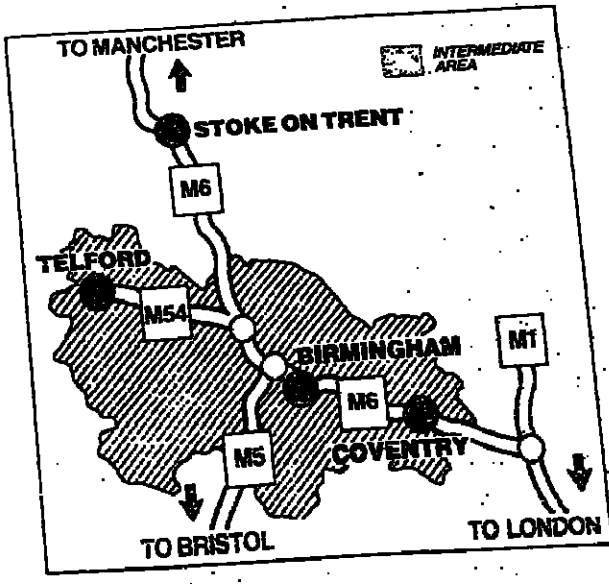 TO MANCHESTER
INTERMEDIATE
AREA
STOKE ON TRENT
M6
TELFORD
M54
BIRMINGHAM
M1
M6
COVENTRY
M5
TO BRISTOL
TO LONDON